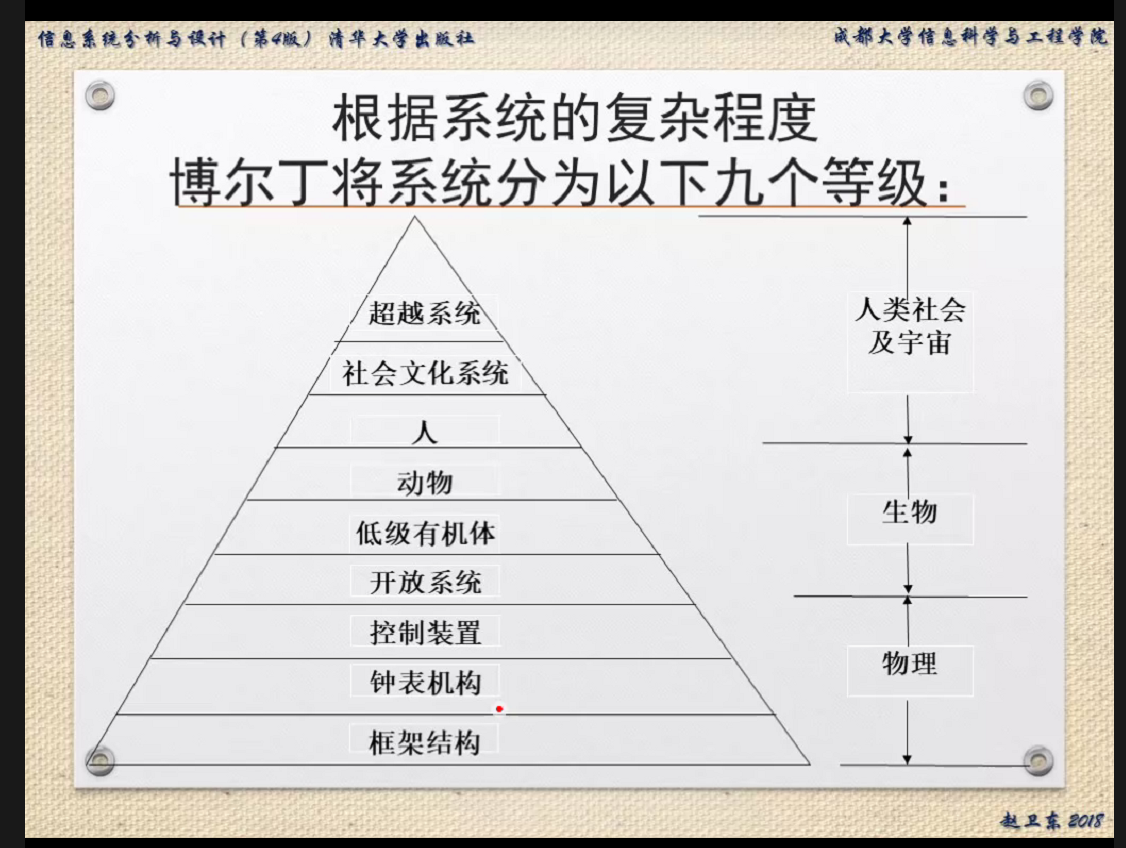 信息系统分析与设计（第4版）清华大学出版社
成都大学信息科学与工程学院
根据系统的复杂程度
博尔丁将系统分为以下九个等级：
超越系统
社会文化系统
人
动物
低级有机体
开放系统
控制装置
钟表机构
框架结构
人类社会
及宇宙
生物
物理
赵卫东 2018